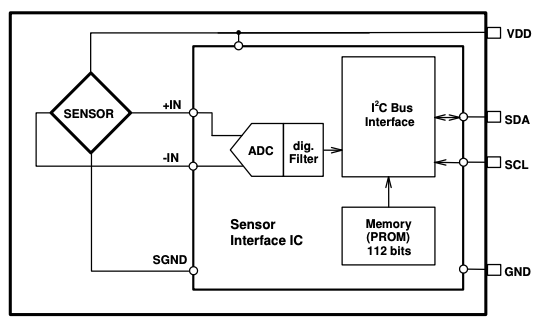 VDD
SENSOR
+IN
-IN
ADC
dig.
Filter
I²C Bus
Interface
SDA
SCL
Memory
(PROM)
112 bits
Sensor
Interface IC
SGND
GND